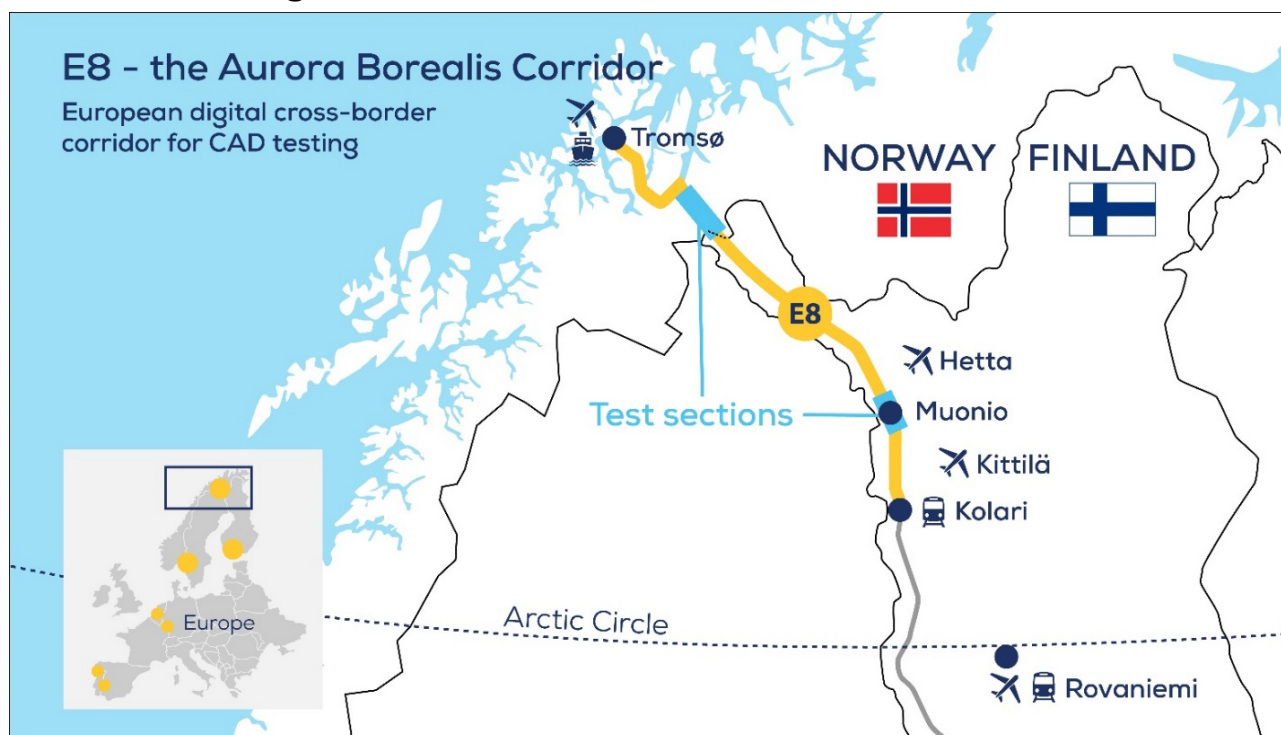 E8 - the Aurora Borealis Corridor
European digital cross-border
corridor for CAD testing
Tromsø
NORWAY
FINLAND
E8
Hetta
Test sections
Muonio
Kittilä
Kolari
Europe
Arctic Circle
Rovaniemi